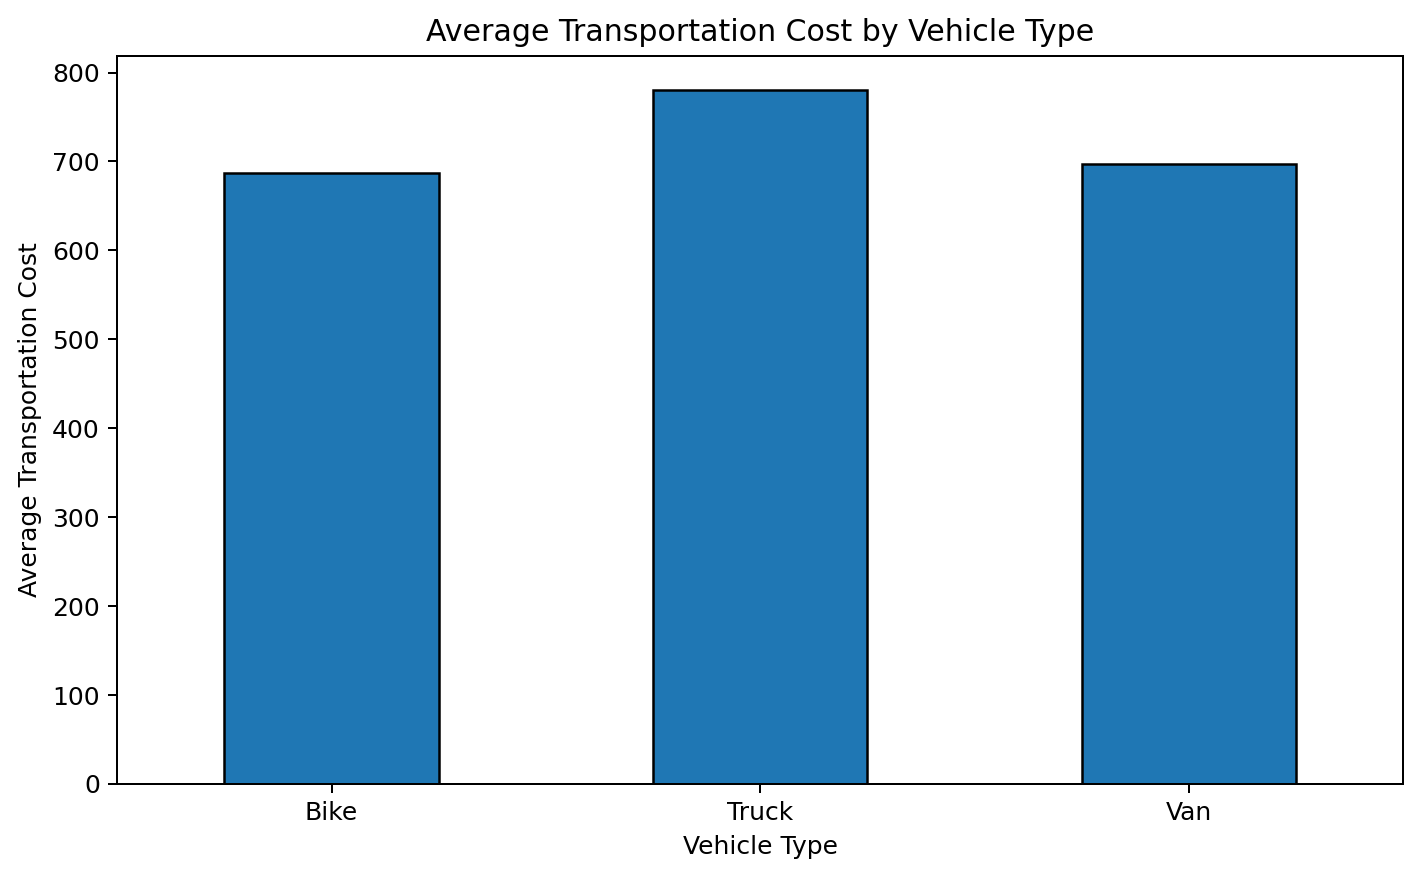 Average Transportation Cost by Vehicle Type
Average Transportation Cost
800
700
600
500
400
300
200
100
0
Bike Truck Van
Vehicle Type